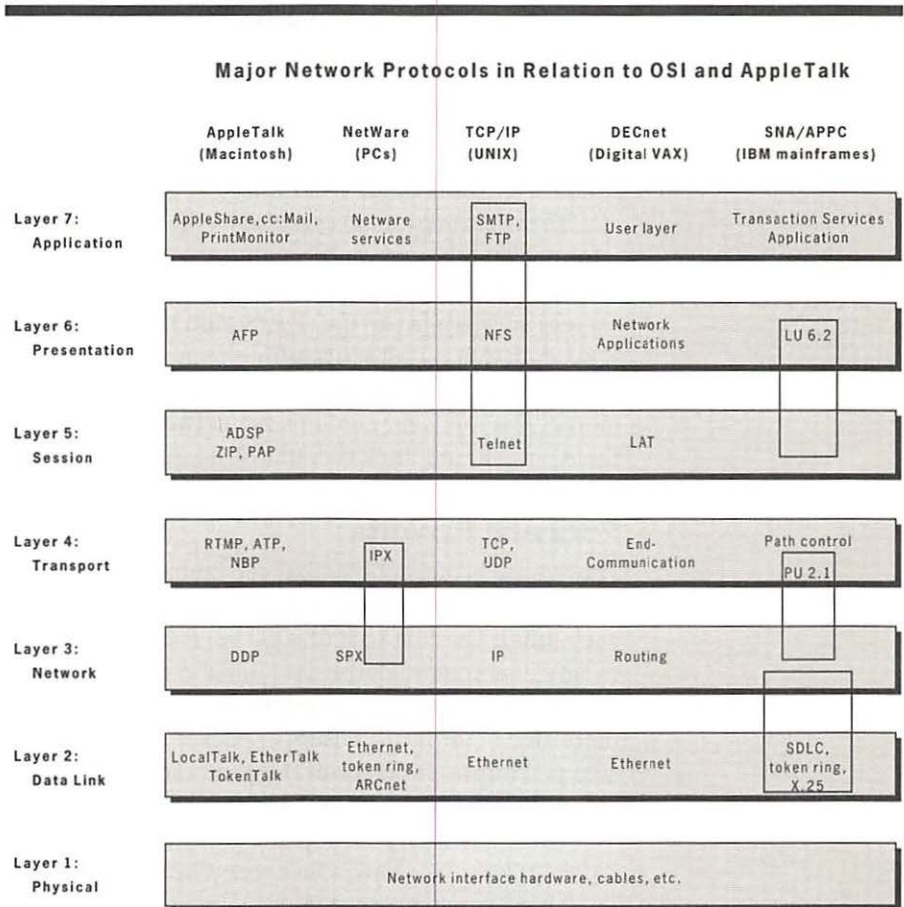 Major Network Protocols in Relation to OSI and AppleTalk
AppleTalk NetWare TCP/IP DECnet SNA/APPC
(Macintosh) (PCs) (UNIX) (Digital VAX) (IBM mainframes)
Layer 7:
Application
AppleShare,cc:Mail,
PrintMonitor
Netware
services
SMTP,
FTP
User layer
Transaction Services
Application
Layer 6:
Presentation
AFP
NFS
Network
Applications
LU 6.2
Layer 5:
Session
ADSP
ZIP, PAP
Telnet
LAT
Layer 4:
Transport
RTMP, ATP,
NBP
IPX
TCP,
UDP
End-
Communication
Path control
PU 2.1
Layer 3:
Network
DDP
SPX
IP
Routing
Layer 2:
Data Link
LocalTalk, EtherTalk
TokenTalk
Ethernet,
token ring,
ARCnet
Ethernet
Ethernet
SDLC,
token ring,
X.25
Layer 1:
Physical
Network interface hardware, cables, etc.